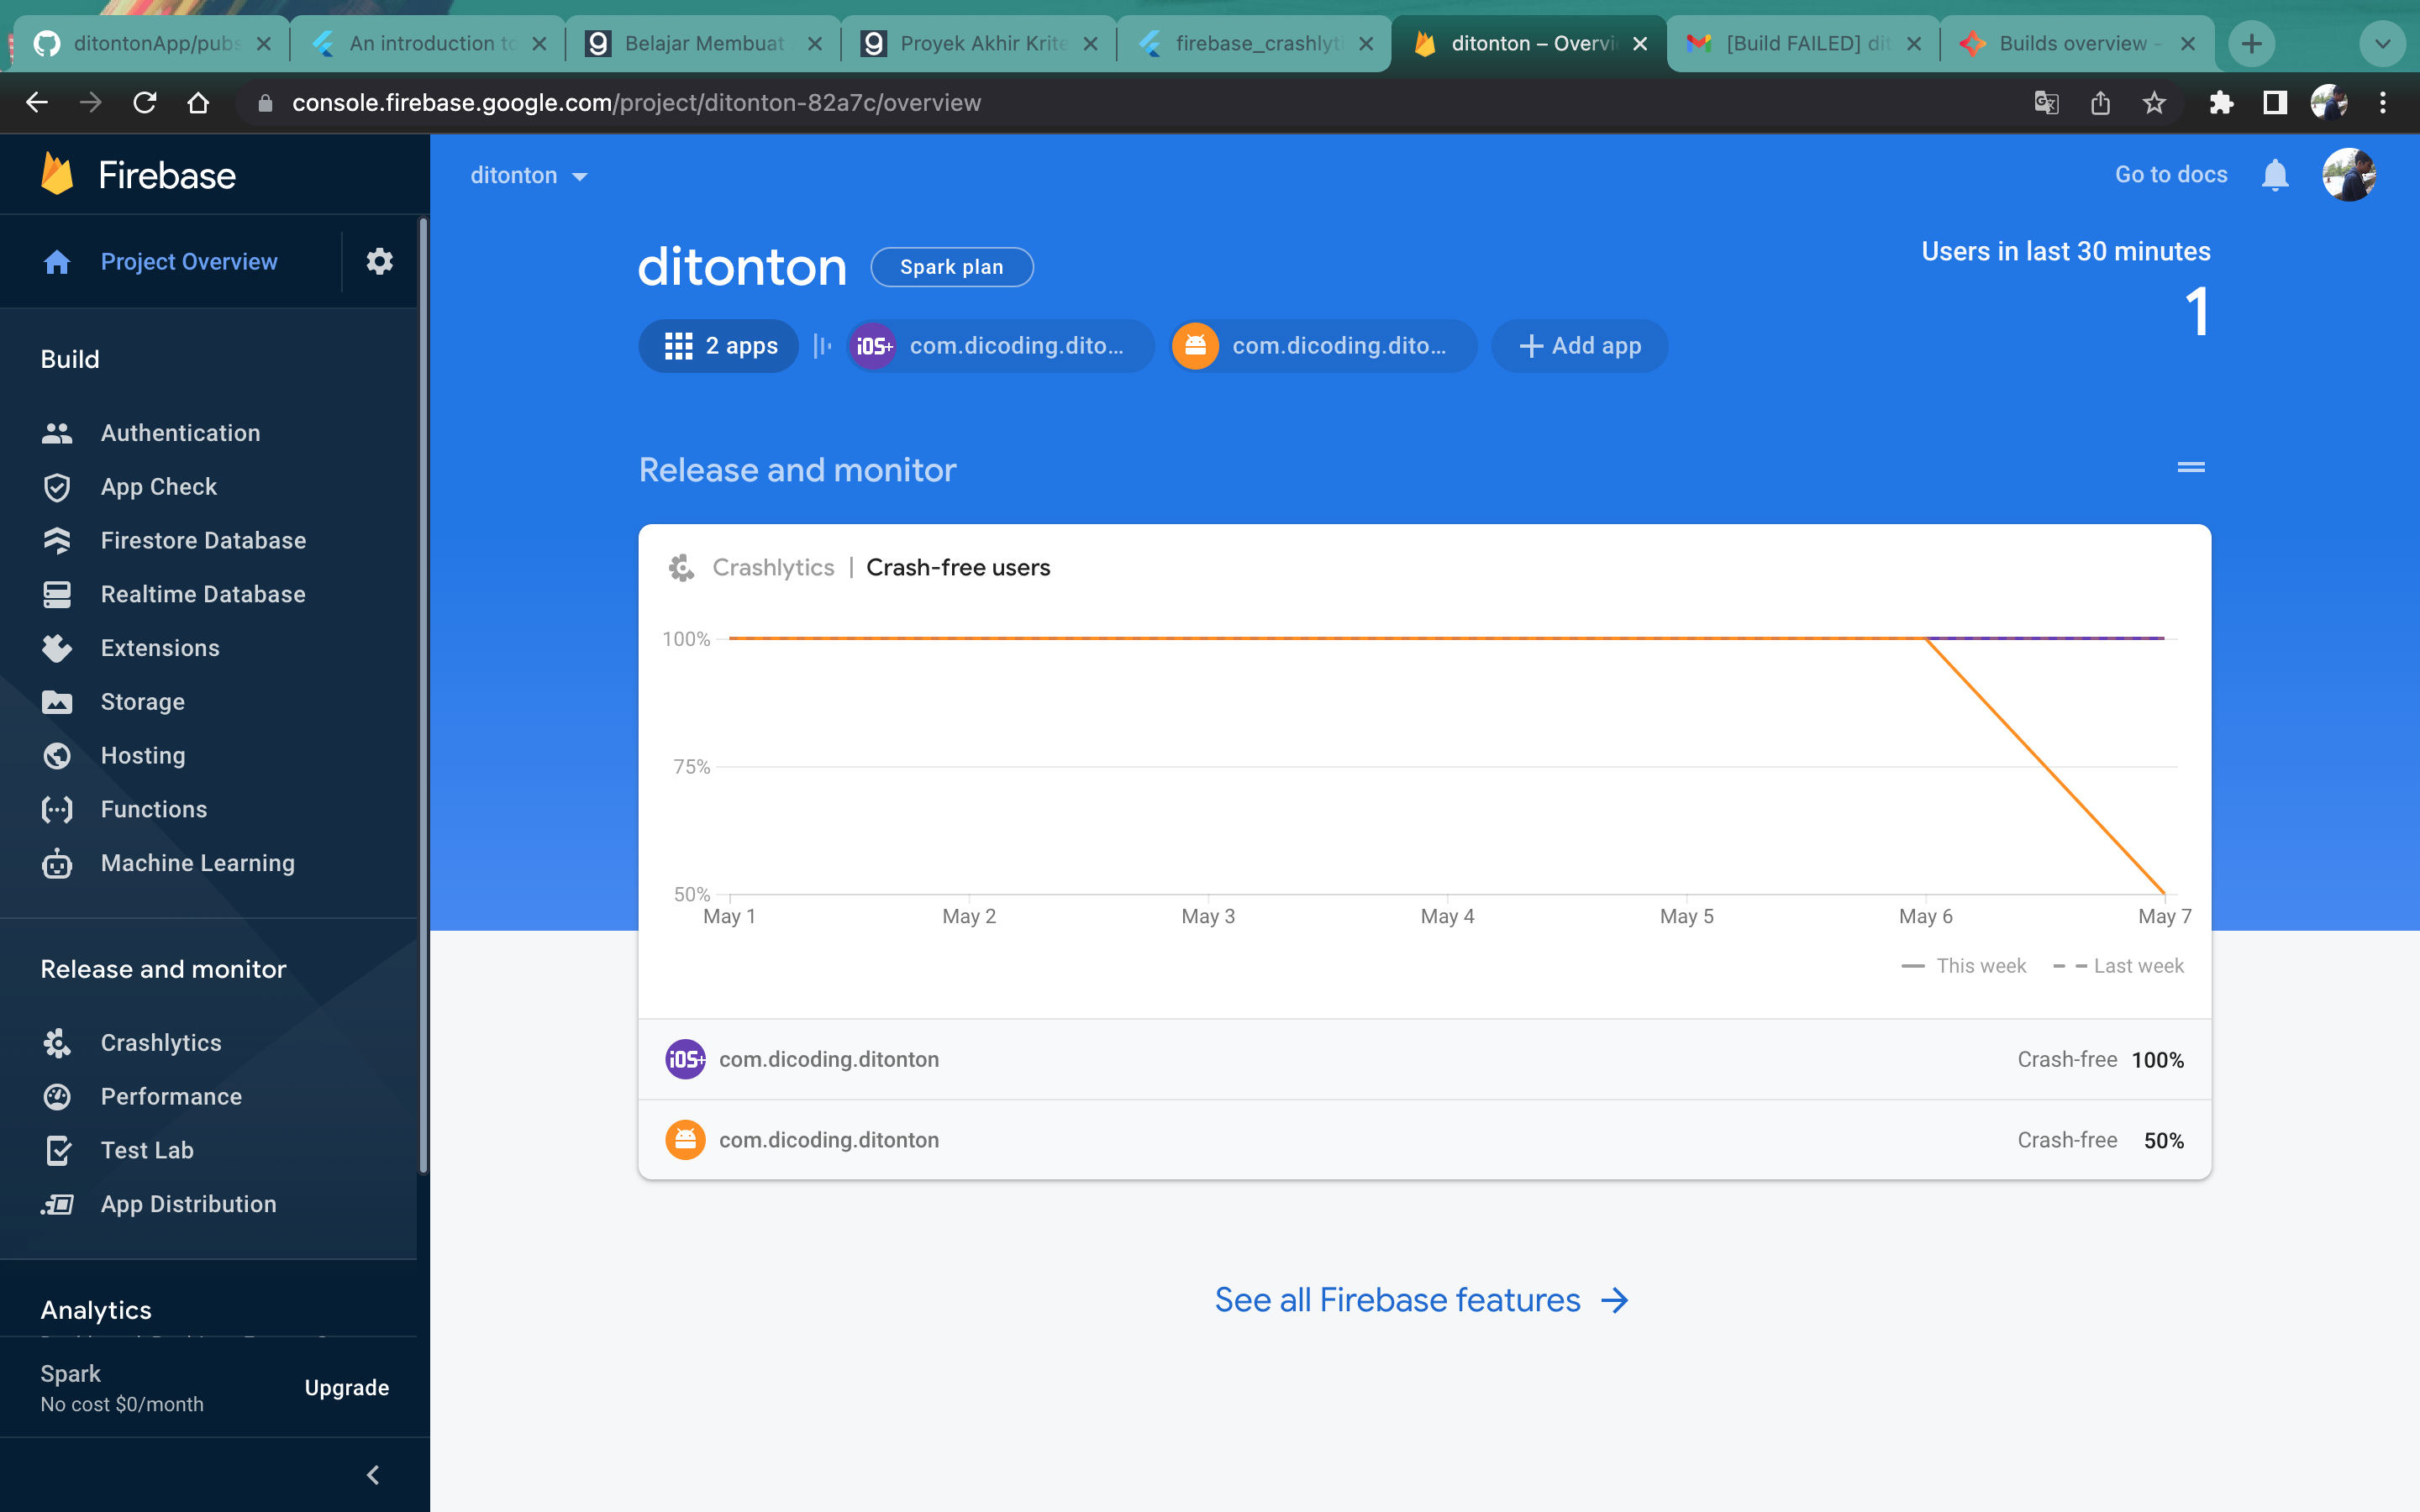 ditontonApp/pubs
An introduction to
Belajar Membuat
Proyek Akhir Krite
firebase_crashlyti
ditonton – Overvi
[Build FAILED] dit
Builds overview -
console.firebase.google.com/project/ditonton-82a7c/overview
Firebase
Project Overview
Build
Authentication
App Check
Firestore Database
Realtime Database
Extensions
Storage
Hosting
Functions
Machine Learning
Release and monitor
Crashlytics
Performance
Test Lab
App Distribution
Analytics
Spark
No cost $0/month
Upgrade
ditonton
Go to docs
ditonton
Spark plan
Users in last 30 minutes
1
2 apps
iOS+
com.dicoding.dito...
com.dicoding.dito...
Add app
Release and monitor
Crashlytics | Crash-free users
100%
75%
50%
May 1
May 2
May 3
May 4
May 5
May 6
May 7
This week
Last week
iOS+
com.dicoding.ditonton
Crash-free 100%
com.dicoding.ditonton
Crash-free 50%
See all Firebase features